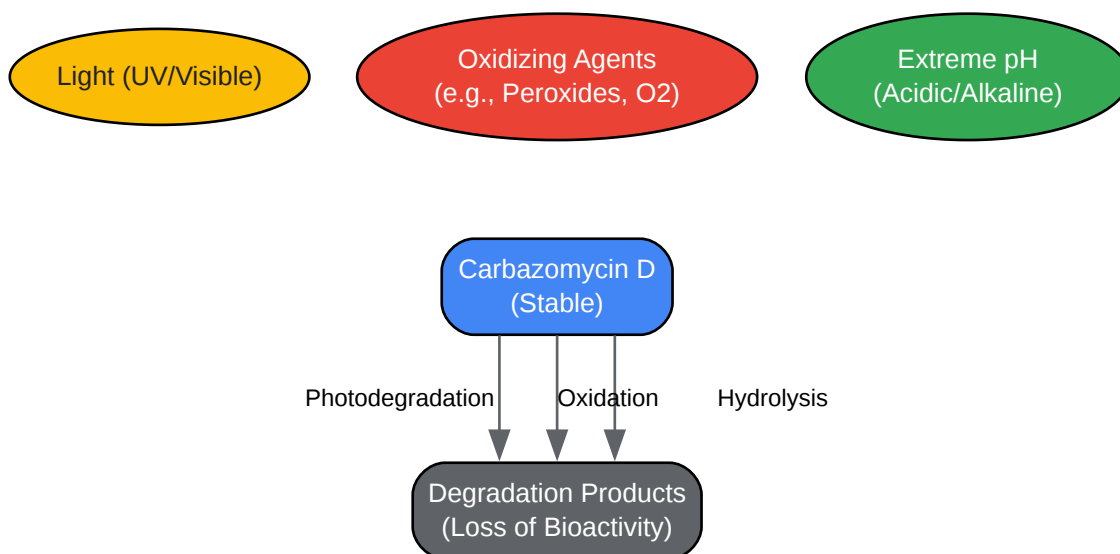 Light (UV/Visible)
Oxidizing Agents
(e.g., Peroxides, O2)
Extreme pH
(Acidic/Alkaline)
Carbazomycin D
(Stable)
Photodegradation
Oxidation
Hydrolysis
Degradation Products
(Loss of Bioactivity)